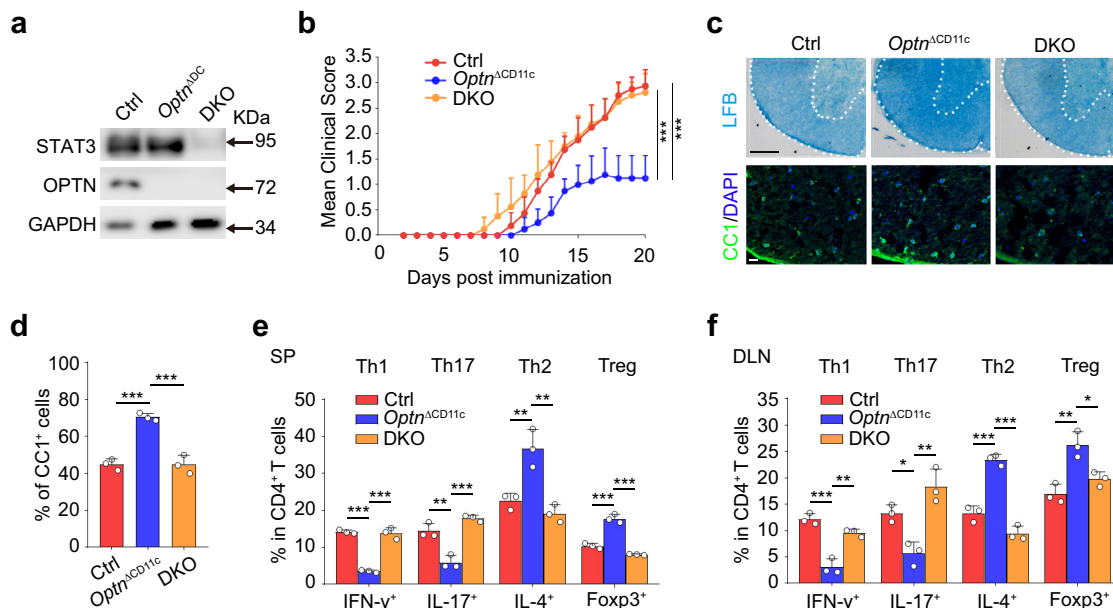 a
Ctrl
Optn^ΔDC
DKO
KDa
STAT3
95
OPTN
72
GAPDH
34
b
Mean Clinical Score
3.5
3.0
2.5
2.0
1.5
1.0
0.5
0.0
0 5 10 15 20
Days post immunization
Ctrl
Optn^ΔCD11c
DKO
***
***
c
Ctrl
Optn^ΔCD11c
DKO
LFB
CC1/DAPI
d
% of CC1⁺ cells
100
80
60
40
20
0
*** ***
Ctrl
Optn^ΔCD11c
DKO
e
SP
Th1 Th17 Th2 Treg
Ctrl
Optn^ΔCD11c
DKO
% in CD4⁺ T cells
50
40
30
20
10
0
*** ***
** ***
** **
*** ***
IFN-γ⁺ IL-17⁺ IL-4⁺ Foxp3⁺
f
DLN
Th1 Th17 Th2 Treg
Ctrl
Optn^ΔCD11c
DKO
% in CD4⁺ T cells
35
30
25
20
15
10
5
0
*** **
* **
*** ***
** *
IFN-γ⁺ IL-17⁺ IL-4⁺ Foxp3⁺